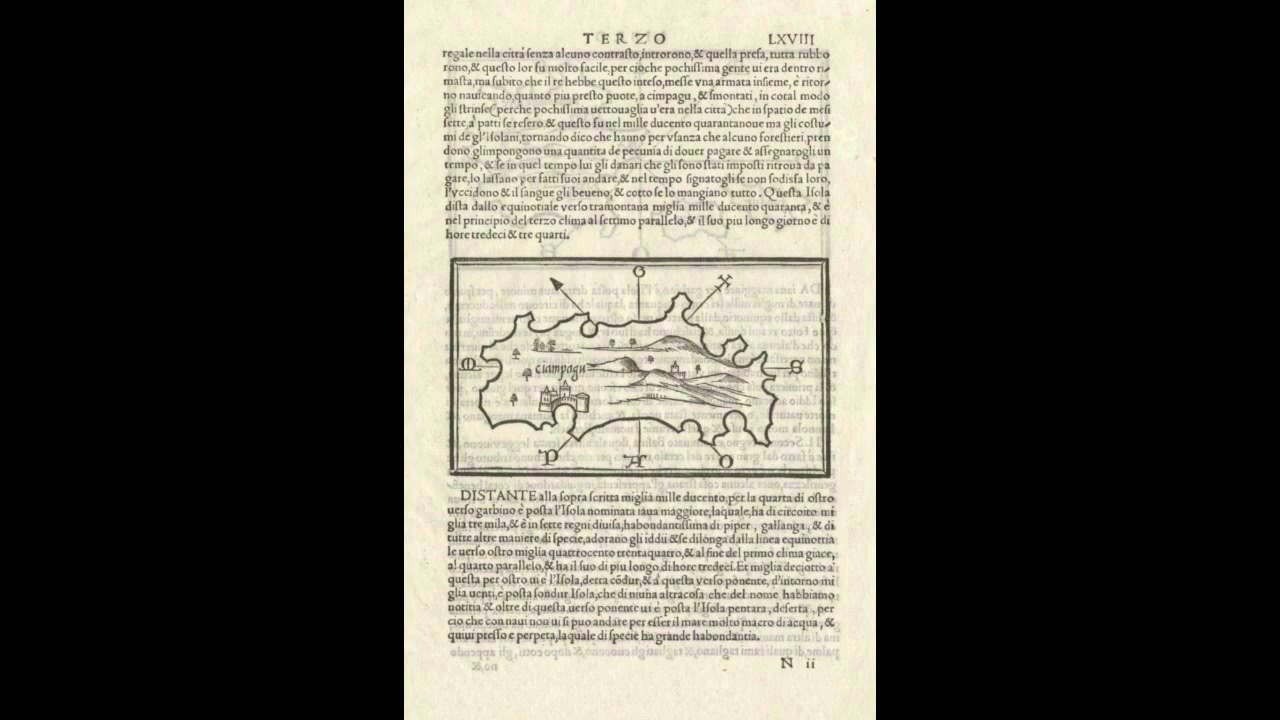 TERZO LXVIII
regale nella cittá senza alcuno contrasto,introrono,& quella presa, tutta rubbo
rono,& questo lor fu molto facile,per cioche pochissima gente ui era dentro ri-
masta,ma subito che il re hebbe questo inteso,messe vna armata insieme, è ritor-
no nauicando,quanto piu presto puote, a cimpagu ,& smontati, in cotal modo
gli strinse(perche pochissima uettouaglia u'era nella citta)che in spatio de mesi
sette,a' patti se resero,& questo fu nel mille ducento quarantanoue ma gli costu-
mi de gl'Isolani,tornando dico che hanno per vsanza che alcuno forestieri,pren
dono glimpongono una quantita de pecunia di douer pagare & assegnatogli un
tempo , & se in quel tempo lui gli danari che gli sono stati imposti ritroua da pa
gare,lo lassano per fatti suoi andare,& nel tempo signatogli se non sodisfa loro,
l'vccidono & il sangue gli beueno,& cotto se lo mangiano tutto. Questa Isola
dista dallo equinotiale verso tramontana miglia mille ducento quaranta, & è
nel principio del terzo clima al settimo parallelo,& il suo piu longo giorno è di
hore tredeci & tre quarti.
G
M
S
ciampagu
P
A
O
DISTANTE alla sopra scritta miglia mille ducento,per la quarta di ostro
uerso garbino è posta l'Isola nominata iaua maggiore,laquale,ha di circoito mi
glia tre mila,& è in sette regni diuisa,habondantissima di piper , gallanga , & di
tutte altre maniere di specie,adorano gli iddii &se dilonga dalla linea equinottia
le uerso ostro miglia quattrocento trentaquatro,& al fine del primo clima giace,
al quarto parallelo,& ha il suo di piu longo,di hore tredeci.Et miglia deciotto a'
questa per ostro ui e l'Isola,detta cōdur,& a' questa verso ponente, d'intorno mi
glia uenti,è posta sondur Isola,che di niuna altracosa che del nome habbiamo
notitia & oltre di questa,uerso ponente ui è posta l'Isola pentara , deserta , per
cio che con naui non ui si puo andare per esser il mare molto macro di acqua , &
quiui presso e perpeta,la quale di specie ha grande habondantia.
N ii